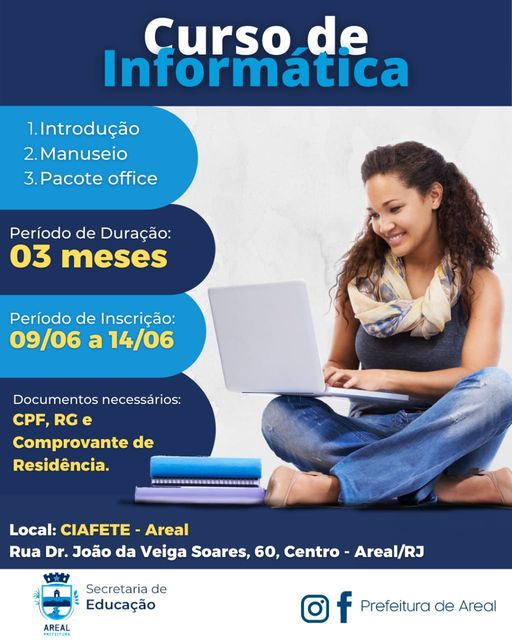 Curso de
Informática
1. Introdução
2. Manuseio
3. Pacote office
Período de Duração:
03 meses
Período de Inscrição:
09/06 a 14/06
Documentos necessários:
CPF, RG e
Comprovante de
Residência.
Local: CIAFETE - Areal
Rua Dr. João da Veiga Soares, 60, Centro - Areal/RJ
AREAL
PREFEITURA
Secretaria de
Educação
Prefeitura de Areal